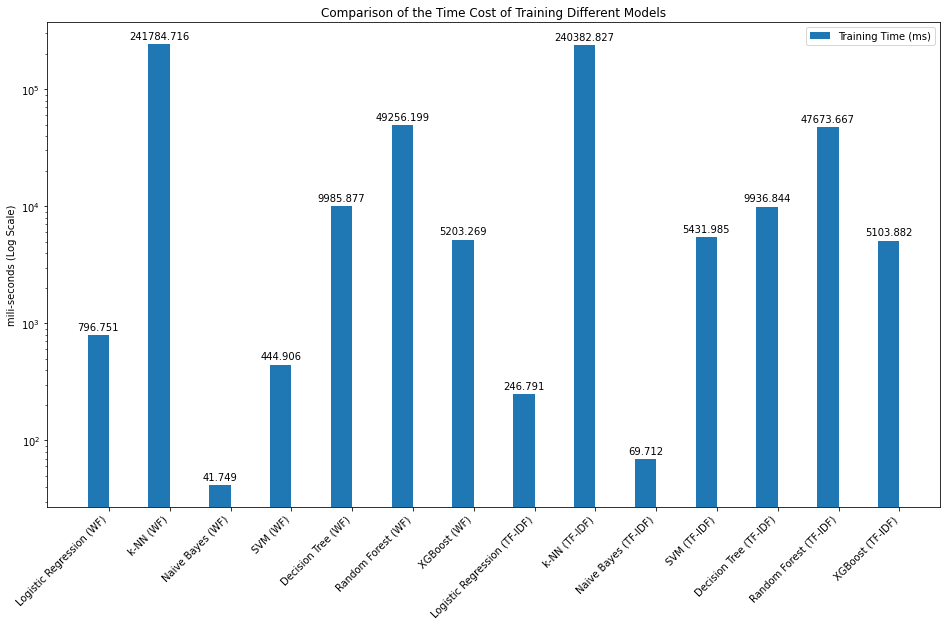 Comparison of the Time Cost of Training Different Models
Training Time (ms)
mili-seconds (Log Scale)
10^5
10^4
10^3
10^2
796.751
241784.716
41.749
444.906
9985.877
49256.199
5203.269
246.791
240382.827
69.712
5431.985
9936.844
47673.667
5103.882
Logistic Regression (WF)
k-NN (WF)
Naive Bayes (WF)
SVM (WF)
Decision Tree (WF)
Random Forest (WF)
XGBoost (WF)
Logistic Regression (TF-IDF)
k-NN (TF-IDF)
Naive Bayes (TF-IDF)
SVM (TF-IDF)
Decision Tree (TF-IDF)
Random Forest (TF-IDF)
XGBoost (TF-IDF)